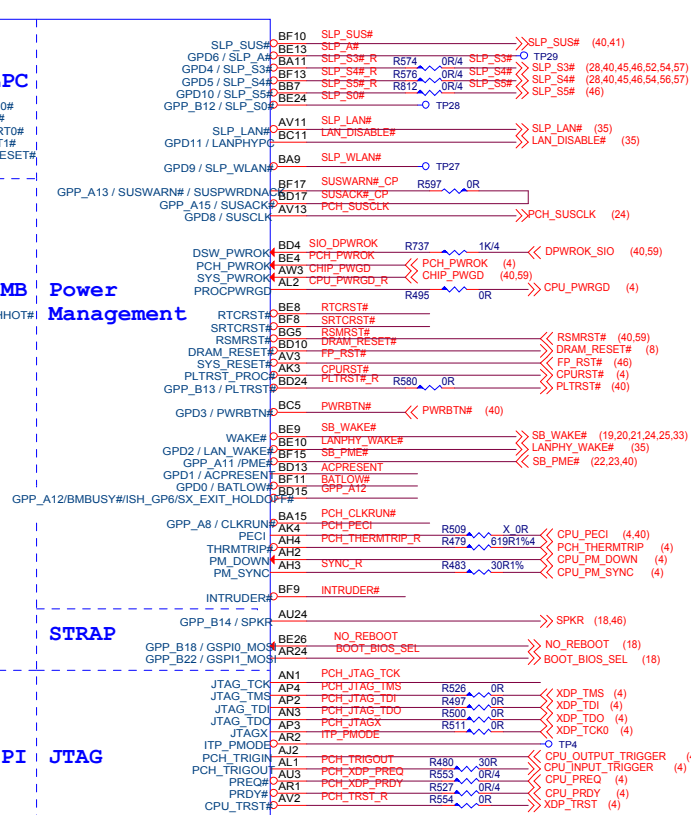 SLP_SUS# BF10 SLP_SUS# SLP_SUS# (40,41)
GPD6 / SLP_A# BE13 SLP_A# TP29
GPD4 / SLP_S3# BA11 SLP_S3#_R R574 0R/4 SLP_S3# SLP_S3# (28,40,45,46,52,54,57)
GPD5 / SLP_S4# BF13 SLP_S4#_R R576 0R/4 SLP_S4# SLP_S4# (28,40,45,46,54,56,57)
GPD10 / SLP_S5# BB7 SLP_S5#_R R812 0R/4 SLP_S5# SLP_S5# (46)
GPP_B12 / SLP_S0# BE24 SLP_S0# TP28
PC
0#
#
RT0#
T1#
ESET#
SLP_LAN# AV11 SLP_LAN# SLP_LAN# (35)
GPD11 / LANPHYPC BC11 LAN_DISABLE# LAN_DISABLE# (35)
GPD9 / SLP_WLAN# BA9 SLP_WLAN# TP27
GPP_A13 / SUSWARN# / SUSPWRDNACK BF17 SUSWARN#_CP R597 0R
GPP_A15 / SUSACK# BD17 SUSACK#_CP
GPD8 / SUSCLK AV13 PCH_SUSCLK PCH_SUSCLK (24)
DSW_PWROK BD4 SIO_DPWROK R737 1K/4 DPWROK_SIO (40,59)
PCH_PWROK BE4 PCH_PWROK PCH_PWROK (4)
SYS_PWROK AW3 CHIP_PWGD CHIP_PWGD (40,59)
PROCPWRGD AL2 CPU_PWRGD_R R495 0R CPU_PWRGD (4)
MB Power Management
HHOT#
RTCRST# BE8 RTCRST#
SRTCRST# BF8 SRTCRST#
RSMRST# BG5 RSMRST# RSMRST# (40,59)
DRAM_RESET# BD10 DRAM_RESET# DRAM_RESET# (8)
SYS_RESET# AV3 FP_RST# FP_RST# (46)
PLTRST_PROC# AK3 CPURST# CPURST# (4)
GPP_B13 / PLTRST# BD24 PLTRST#_R R580 0R PLTRST# (40)
GPD3 / PWRBTN# BC5 PWRBTN# PWRBTN# (40)
WAKE# BE9 SB_WAKE# SB_WAKE# (19,20,21,24,25,33)
GPD2 / LAN_WAKE# BE10 LANPHY_WAKE# LANPHY_WAKE# (35)
GPP_A11 /PME# BF15 SB_PME# SB_PME# (22,23,40)
GPD1 / ACPRESENT BD13 ACPRESENT
GPD0 / BATLOW# BF11 BATLOW#
GPP_A12/BMBUSY#/ISH_GP6/SX_EXIT_HOLDOFF# BD15 GPP_A12
GPP_A8 / CLKRUN# BA15 PCH_CLKRUN#
PECI AK4 PCH_PECI R509 X_0R CPU_PECI (4,40)
THRMTRIP# AH4 PCH_THERMTRIP_R R479 619R1%4 PCH_THERMTRIP (4)
PM_DOWN AH2 CPU_PM_DOWN (4)
PM_SYNC AH3 SYNC_R R483 30R1% CPU_PM_SYNC (4)
INTRUDER# BF9 INTRUDER#
STRAP
GPP_B14 / SPKR AU24 SPKR (18,46)
GPP_B18 / GSPI0_MOSI BE26 NO_REBOOT NO_REBOOT (18)
GPP_B22 / GSPI1_MOSI AR24 BOOT_BIOS_SEL BOOT_BIOS_SEL (18)
PI JTAG
JTAG_TCK AN1 PCH_JTAG_TCK
JTAG_TMS AP4 PCH_JTAG_TMS R526 0R XDP_TMS (4)
JTAG_TDI AP2 PCH_JTAG_TDI R497 0R XDP_TDI (4)
JTAG_TDO AN3 PCH_JTAG_TDO R500 0R XDP_TDO (4)
JTAGX AP3 PCH_JTAGX R511 0R XDP_TCK0 (4)
ITP_PMODE AR2 ITP_PMODE TP4
PCH_TRIGIN AJ2 CPU_OUTPUT_TRIGGER (4
PCH_TRIGOUT AL1 PCH_TRIGOUT R480 30R CPU_INPUT_TRIGGER (4)
PREQ# AU3 PCH_XDP_PREQ R553 0R/4 CPU_PREQ (4)
PRDY# AR1 PCH_XDP_PRDY R527 0R/4 CPU_PRDY (4)
CPU_TRST# AV2 PCH_TRST_R R554 0R XDP_TRST (4)